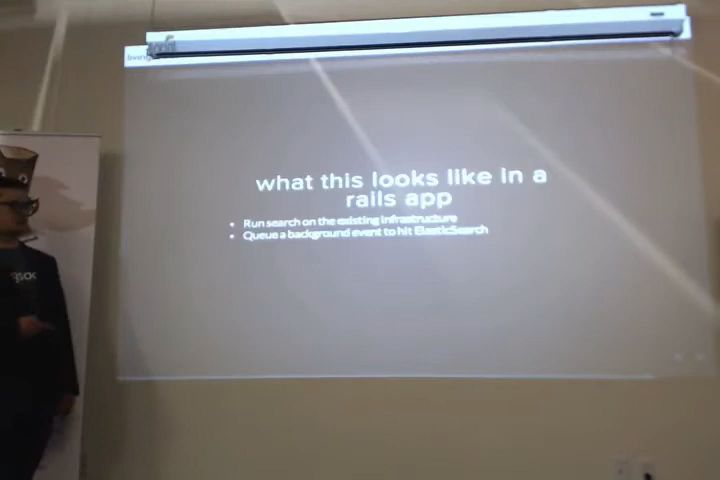 what this looks like in a
rails app
Run search on the existing infrastructure
Queue a background event to hit ElasticSearch